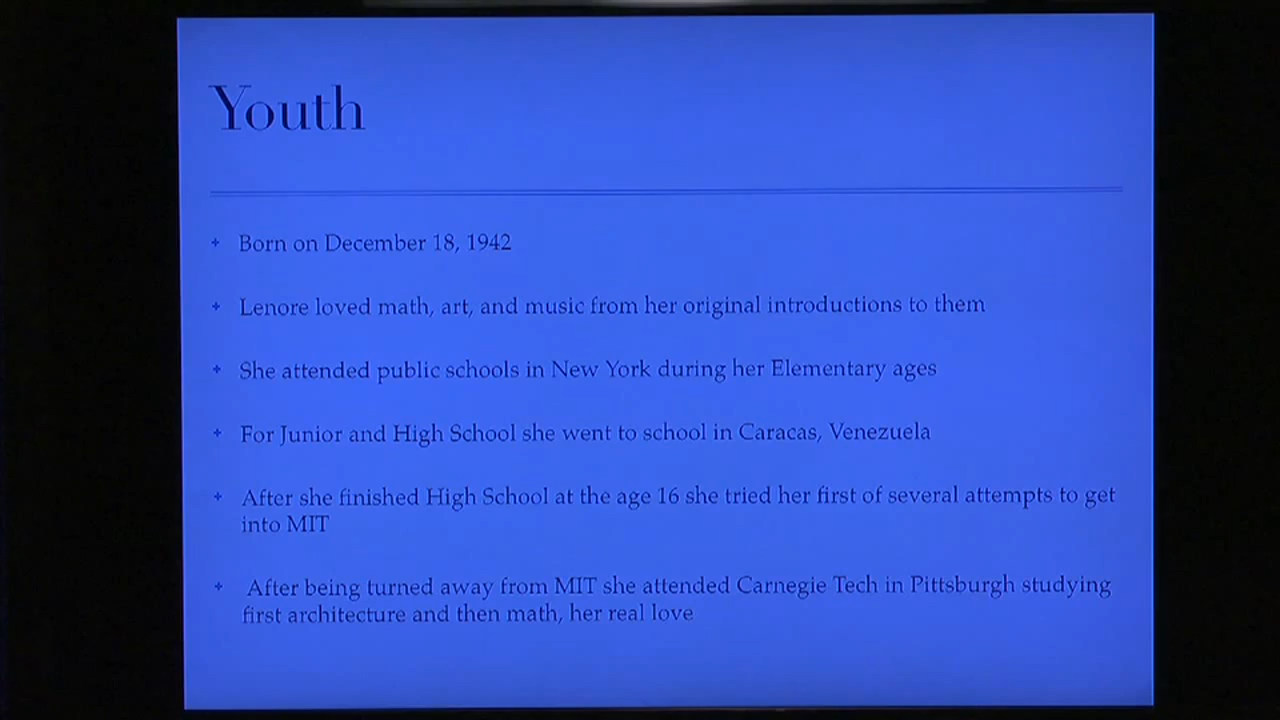 Youth
Born on December 18, 1942
Lenore loved math, art, and music from her original introductions to them
She attended public schools in New York during her Elementary ages
For Junior and High School she went to school in Caracas, Venezuela
After she finished High School at the age 16 she tried her first of several attempts to get
into MIT
After being turned away from MIT she attended Carnegie Tech in Pittsburgh studying
first architecture and then math, her real love